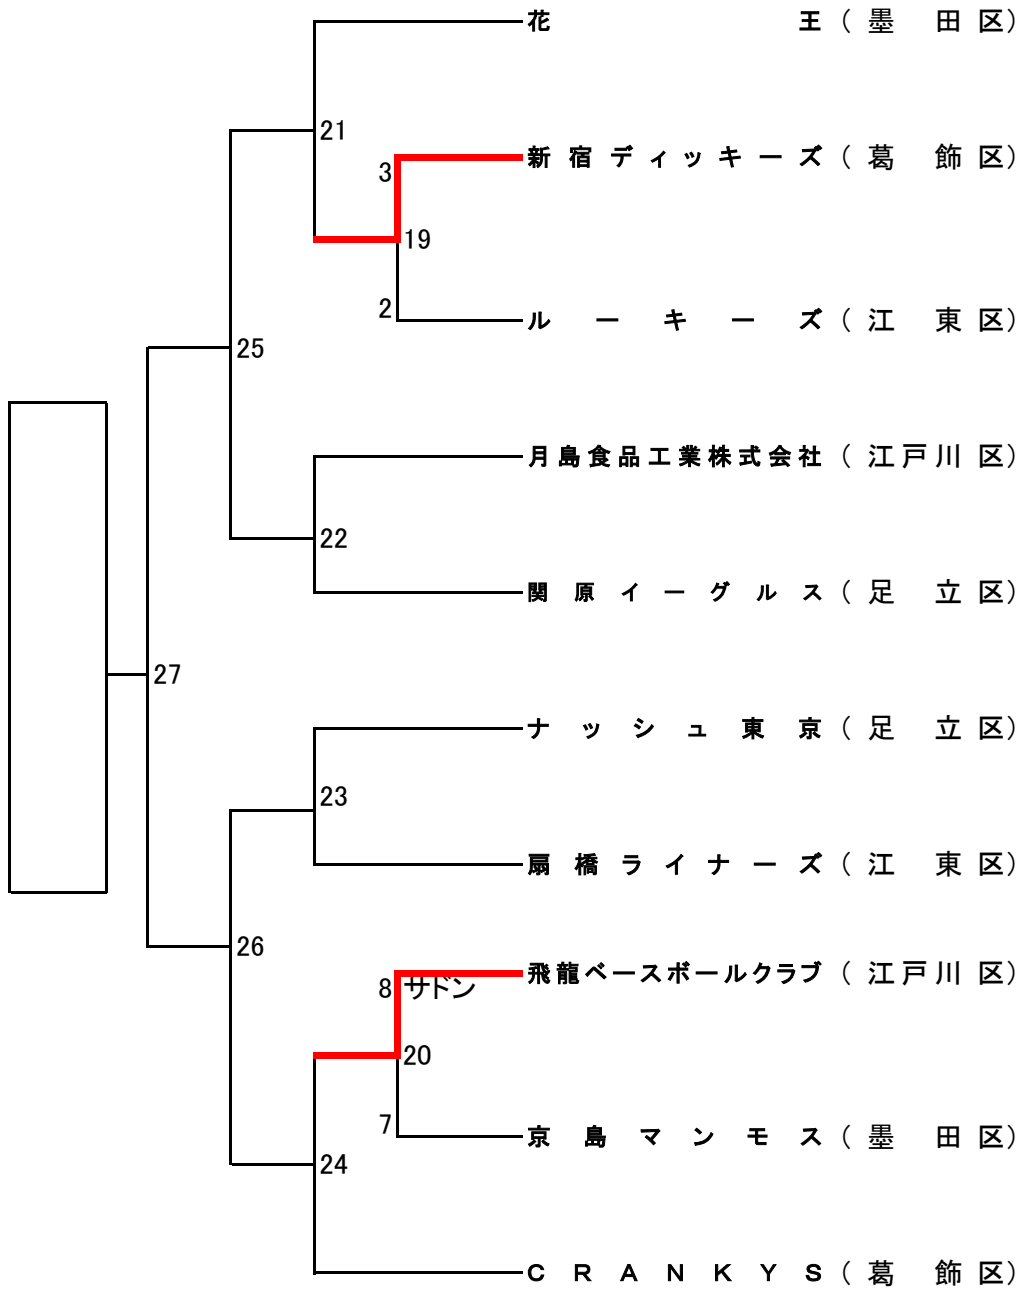 花王(墨田区)
21
3 新宿ディッキーズ(葛飾区)
19
2 ルーキーズ(江東区)
25
月島食品工業株式会社(江戸川区)
22
関原イーグルス(足立区)
27
ナッシュ東京(足立区)
23
扇橋ライナーズ(江東区)
26
8 サドン 飛龍ベースボールクラブ(江戸川区)
20
7 京島マンモス(墨田区)
24
CRANKYS(葛飾区)